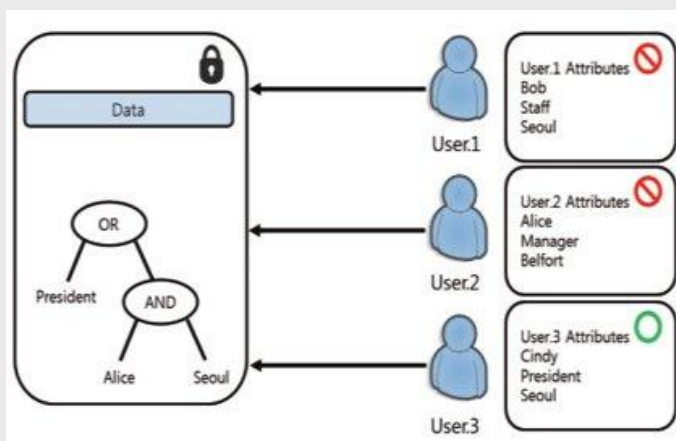 Data
OR
President
AND
Alice
Seoul
User.1
User.1 Attributes
Bob
Staff
Seoul
User.2
User.2 Attributes
Alice
Manager
Belfort
User.3
User.3 Attributes
Cindy
President
Seoul